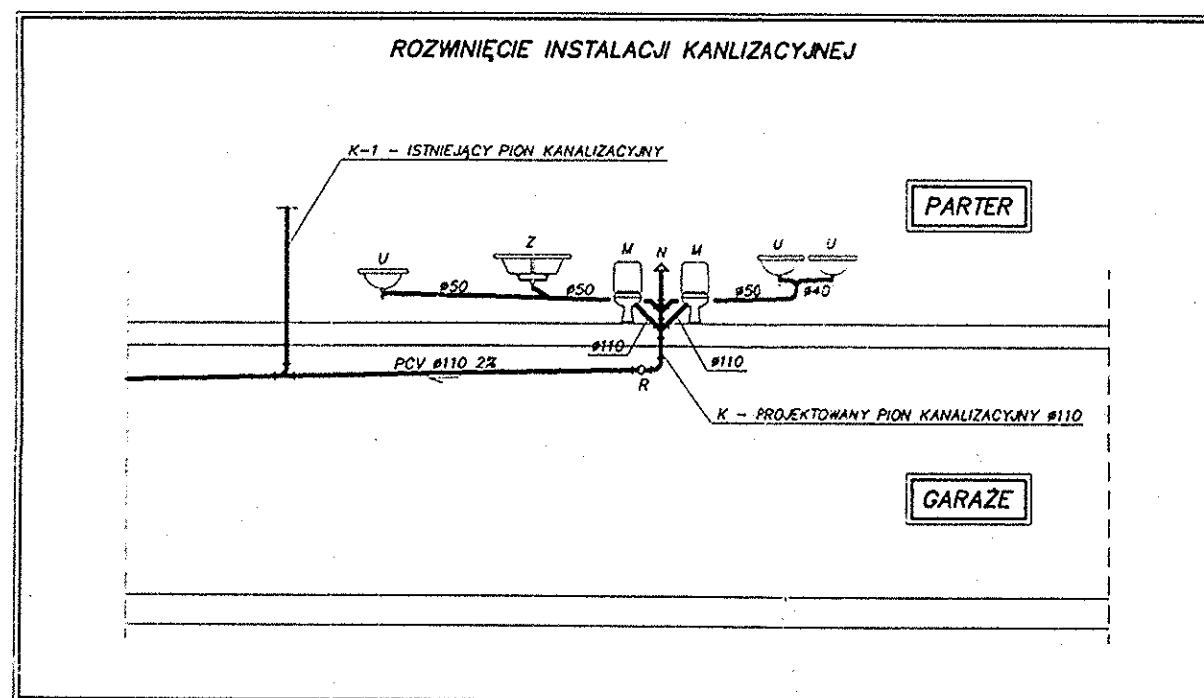 ROZWINIĘCIE INSTALACJI KANLIZACYJNEJ
K-1 - ISTNIEJĄCY PION KANALIZACYJNY
PARTER
U
Z
M
N
M
U
U
ø50
ø50
ø50
ø40
ø110
ø110
PCV ø110 2%
R
K - PROJEKTOWANY PION KANALIZACYJNY ø110
GARAŻE